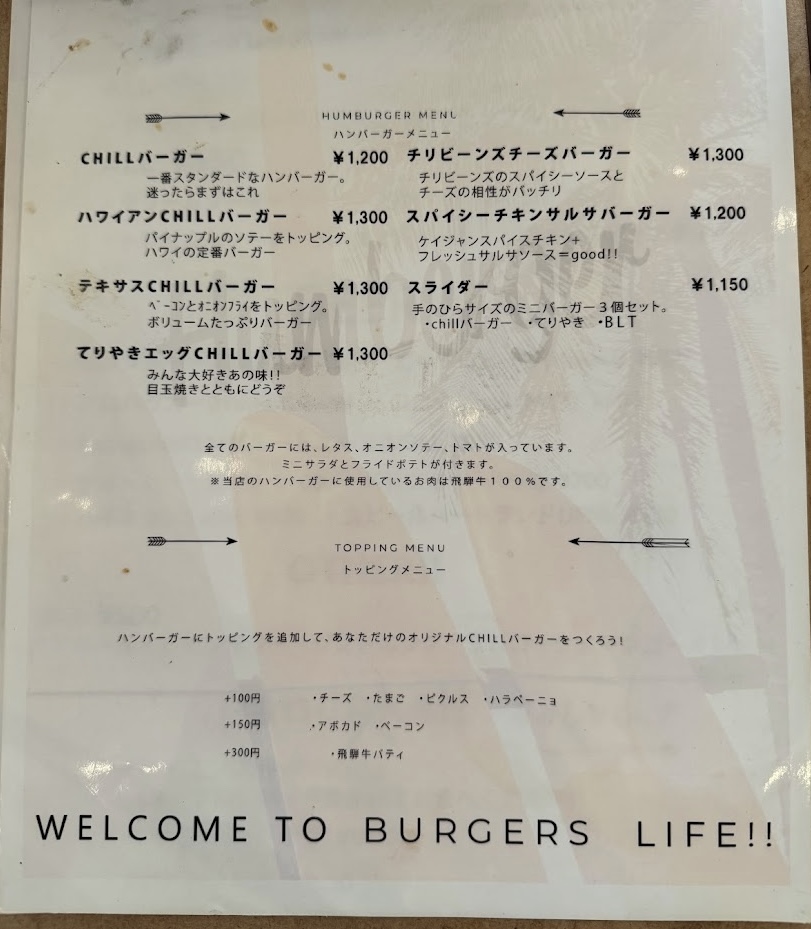 HUMBURGER MENU
ハンバーガーメニュー
CHILLバーガー ￥1,200
一番スタンダードなハンバーガー。
迷ったらまずはこれ
ハワイアンCHILLバーガー ￥1,300
パイナップルのソテーをトッピング。
ハワイの定番バーガー
テキサスCHILLバーガー ￥1,300
ﾍﾞｰコンとｵﾆｵﾝﾌﾗｲをトッピング。
ボリュームたっぷりバーガー
てりやきエッグCHILLバーガー ￥1,300
みんな大好きあの味!!
目玉焼きとともにどうぞ
チリビーンズチーズバーガー ￥1,300
チリビーンズのスパイシーソースと
チーズの相性がバッチリ
スパイシーチキンサルサバーガー ￥1,200
ケイジャンスパイスチキン+
フレッシュサルサソース=good!!
スライダー ￥1,150
手のひらサイズのミニバーガー３個セット。
・chillバーガー ・てりやき ・BLT
全てのバーガーには、レタス、オニオンソテー、トマトが入っています。
ミニサラダとフライドポテトが付きます。
※当店のハンバーガーに使用しているお肉は飛騨牛１００%です。
TOPPING MENU
トッピングメニュー
ハンバーガーにトッピングを追加して、あなただけのオリジナルCHILLバーガーをつくろう!
+100円 ・チーズ ・たまご ・ピクルス ・ハラペーニョ
+150円 ・アボカド ・ベーコン
+300円 ・飛騨牛パティ
WELCOME TO BURGERS LIFE!!